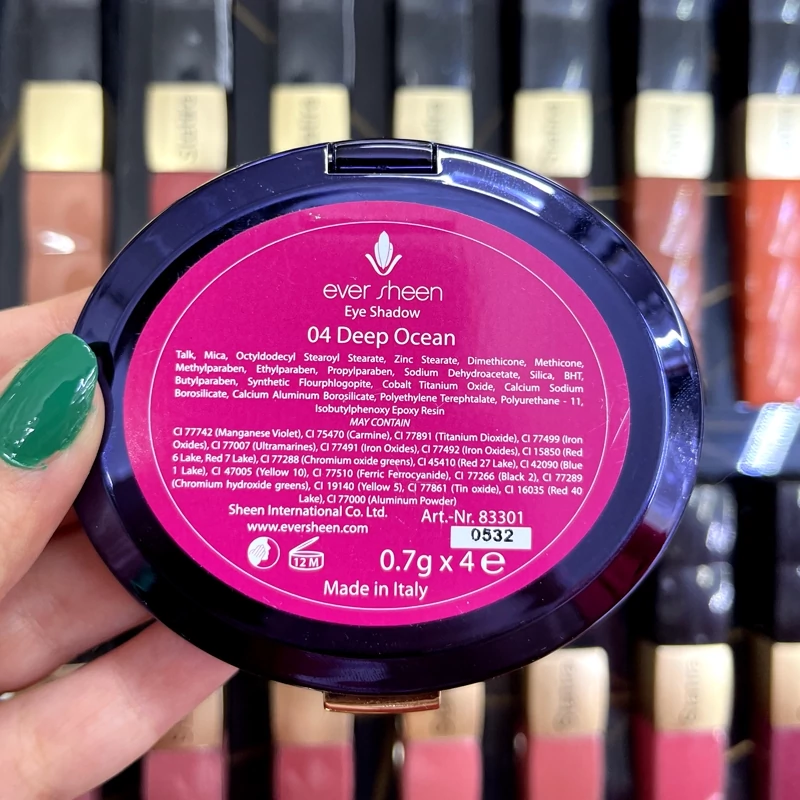 ever sheen
Eye Shadow
04 Deep Ocean
Talk, Mica, Octyldodecyl Stearoyl Stearate, Zinc Stearate, Dimethicone, Methicone,
Methylparaben, Ethylparaben, Propylparaben, Sodium Dehydroacetate, Silica, BHT,
Butylparaben, Synthetic Flourphlogopite, Cobalt Titanium Oxide, Calcium Sodium
Borosilicate, Calcium Aluminum Borosilicate, Polyethylene Terephtalate, Polyurethane - 11,
Isobutylphenoxy Epoxy Resin
MAY CONTAIN
CI 77742 (Manganese Violet), CI 75470 (Carmine), CI 77891 (Titanium Dioxide), CI 77499 (Iron
Oxides), CI 77007 (Ultramarines), CI 77491 (Iron Oxides), CI 77492 (Iron Oxides), CI 15850 (Red
6 Lake, Red 7 Lake), CI 77288 (Chromium oxide greens), CI 45410 (Red 27 Lake), CI 42090 (Blue
1 Lake), CI 47005 (Yellow 10), CI 77510 (Ferric Ferrocyanide), CI 77266 (Black 2), CI 77289
(Chromium hydroxide greens), CI 19140 (Yellow 5), CI 77861 (Tin oxide), CI 16035 (Red 40
Lake), CI 77000 (Aluminum Powder)
Sheen International Co. Ltd. Art.-Nr. 83301
www.eversheen.com 0532
12 M 0.7g x 4 e
Made in Italy